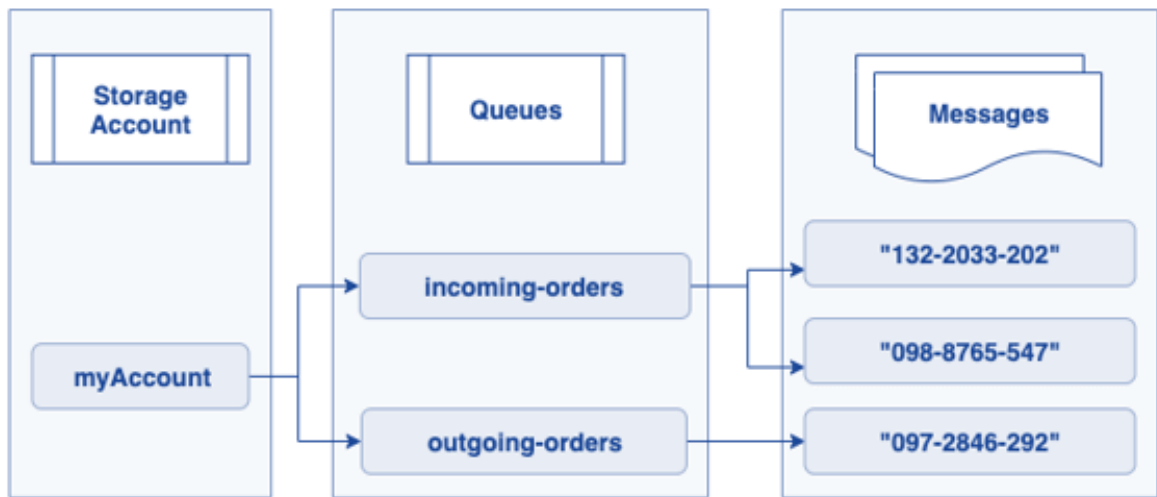 Storage
Account
Queues
Messages
myAccount
incoming-orders
outgoing-orders
"132-2033-202"
"098-8765-547"
"097-2846-292"